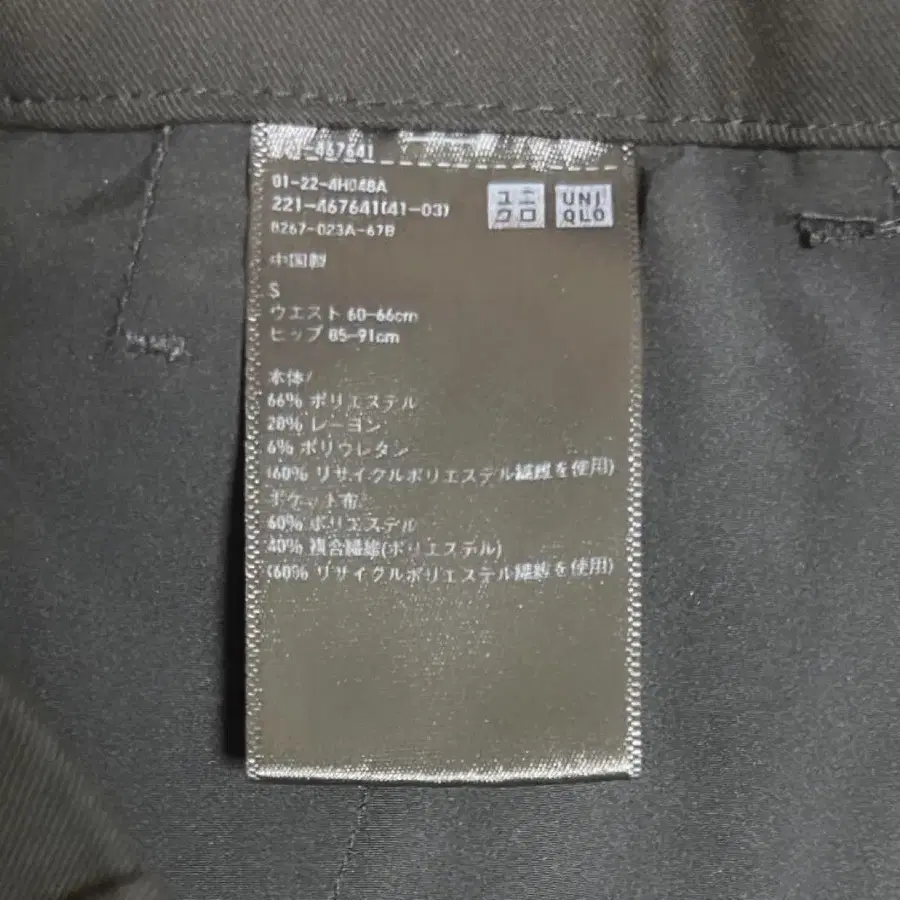 -467641
01-22-4H048A
221-467641(41-03)
8267-023A-67B
ユニ
クロ
UNI
QLO
中国製
S
ウエスト 60-66cm
ヒップ 85-91cm
本体/
66% ポリエステル
28% レーヨン
6% ポリウレタン
(60% リサイクルポリエステル繊維を使用)
ポケット布
60% ポリエステル
40% 複合繊維(ポリエステル)
(60% リサイクルポリエステル繊維を使用)